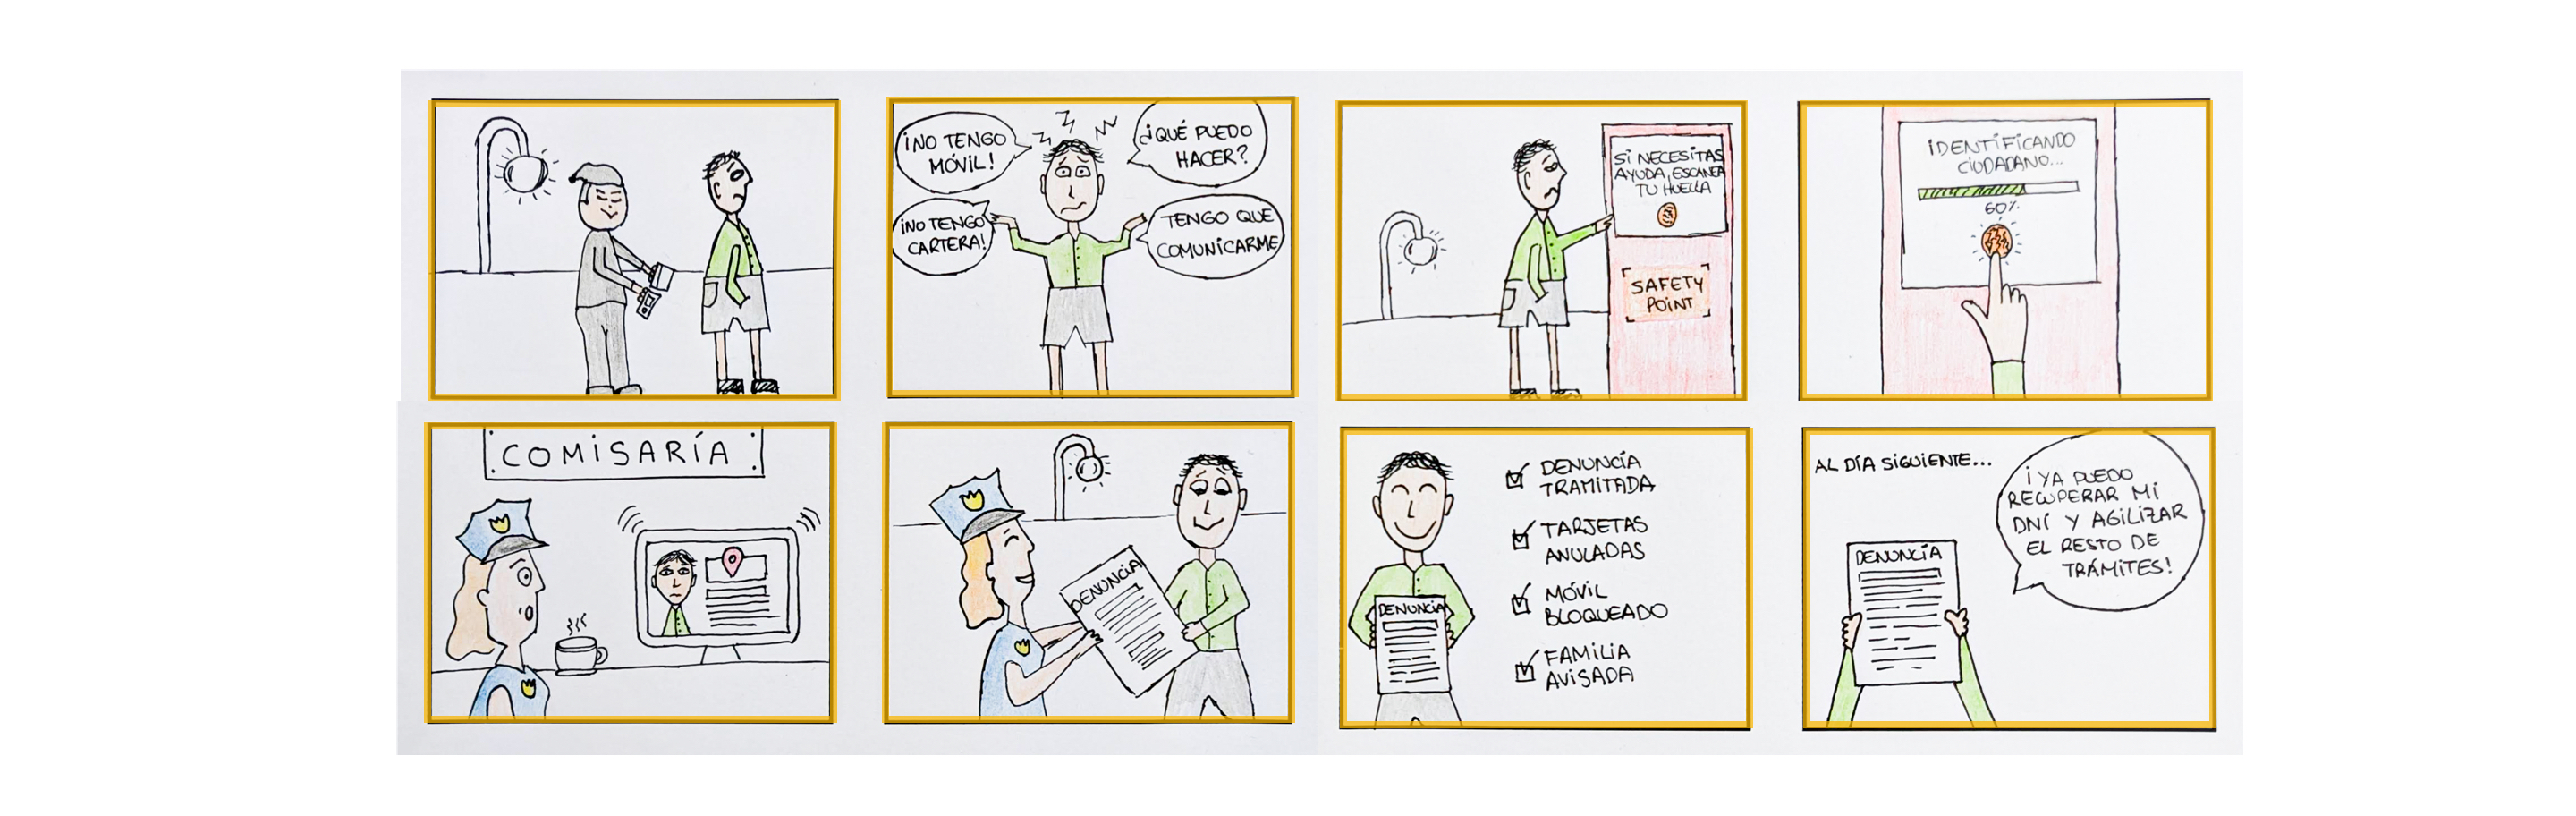 ¡NO TENGO
MÓVIL!
¿QUÉ PUEDO
HACER?
¡NO TENGO
CARTERA!
TENGO QUE
COMUNICARME
SI NECESITAS
AYUDA, ESCANEA
TU HUELLA
SAFETY
POINT
IDENTIFICANDO
CIUDADANO...
60%
COMISARÍA
DENUNCIA
DENUNCIA
DENUNCIA
TRAMITADA
TARJETAS
ANULADAS
MÓVIL
BLOQUEADO
FAMILIA
AVISADA
AL DÍA SIGUIENTE...
¡YA PUEDO
RECUPERAR MI
DNI Y AGILIZAR
EL RESTO DE
TRÁMITES!
DENUNCIA